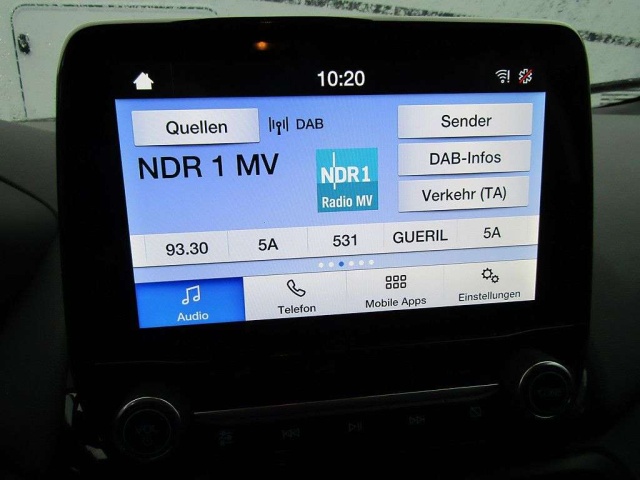 10:20
Quellen
DAB
Sender
NDR 1 MV
NDR1
Radio MV
DAB-Infos
Verkehr (TA)
93.30 5A 531 GUERIL 5A
Audio Telefon Mobile Apps Einstellungen